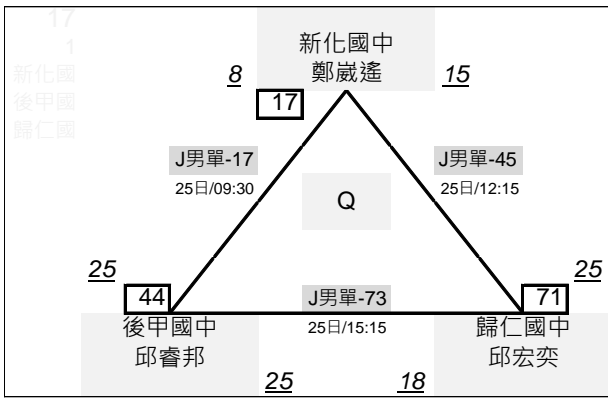 17
1
新化國
後甲國
歸仁國
新化國中
鄭崴遙
8
15
17
J男單-17
25日/09:30
J男單-45
25日/12:15
Q
25
25
44
71
J男單-73
25日/15:15
後甲國中
邱睿邦
歸仁國中
邱宏奕
25
18